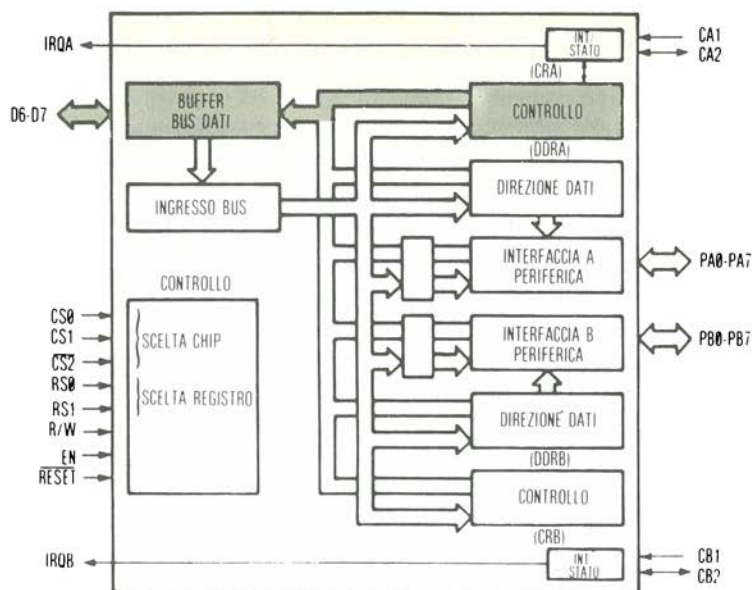 IRQA
INT/
STATO
CA1
CA2
(CRA)
D6-D7
BUFFER
BUS DATI
CONTROLLO
(DDRA)
INGRESSO BUS
DIREZIONE DATI
INTERFACCIA A
PERIFERICA
PA0-PA7
CONTROLLO
CS0
CS1
CS2
SCELTA CHIP
RS0
RS1
SCELTA REGISTRO
R/W
EN
RESET
INTERFACCIA B
PERIFERICA
PB0-PB7
DIREZIONE DATI
(DDRB)
CONTROLLO
(CRB)
IRQB
INT
STATO
CB1
CB2